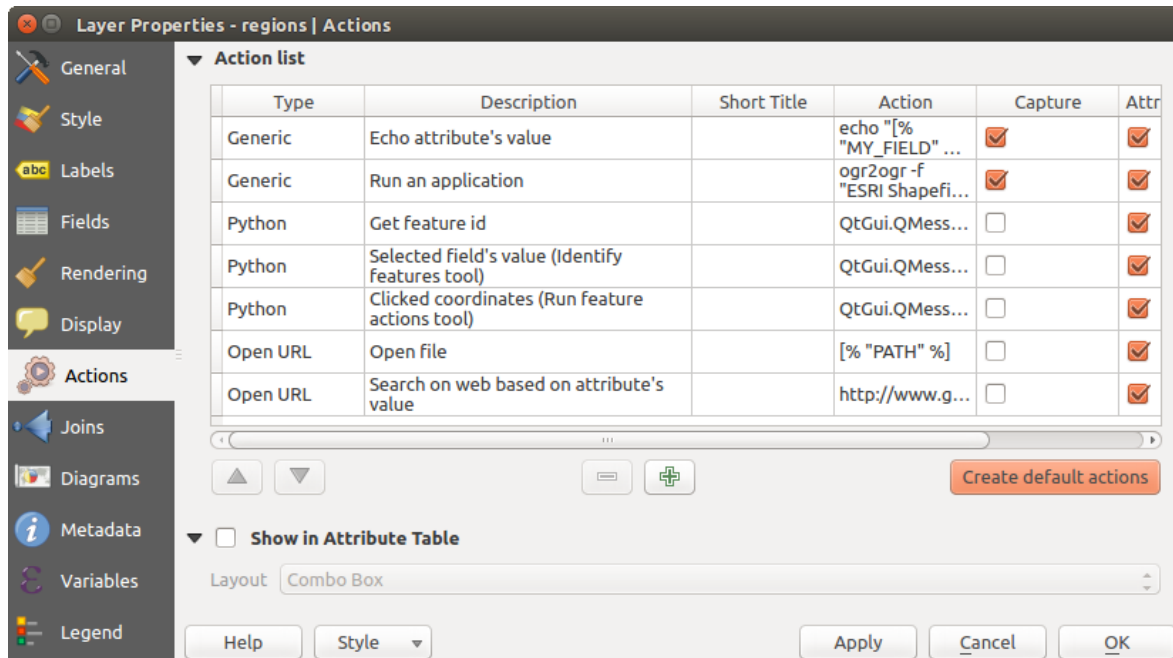 Layer Properties - regions | Actions
General
Style
Labels
Fields
Rendering
Display
Actions
Joins
Diagrams
Metadata
Variables
Legend
abc
Action list
Type Description Short Title Action Capture Attr
Generic Echo attribute's value echo "[% "MY_FIELD" ...
Generic Run an application ogr2ogr -f "ESRI Shapefi...
Python Get feature id QtGui.QMess...
Python Selected field's value (Identify features tool) QtGui.QMess...
Python Clicked coordinates (Run feature actions tool) QtGui.QMess...
Open URL Open file [% "PATH" %]
Open URL Search on web based on attribute's value http://www.g...
Create default actions
Show in Attribute Table
Layout Combo Box
Help Style Apply Cancel OK